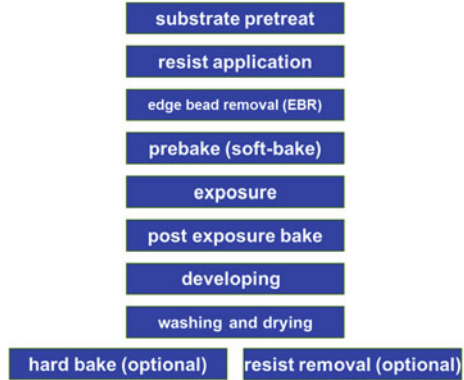 substrate pretreat
resist application
edge bead removal (EBR)
prebake (soft-bake)
exposure
post exposure bake
developing
washing and drying
hard bake (optional)
resist removal (optional)